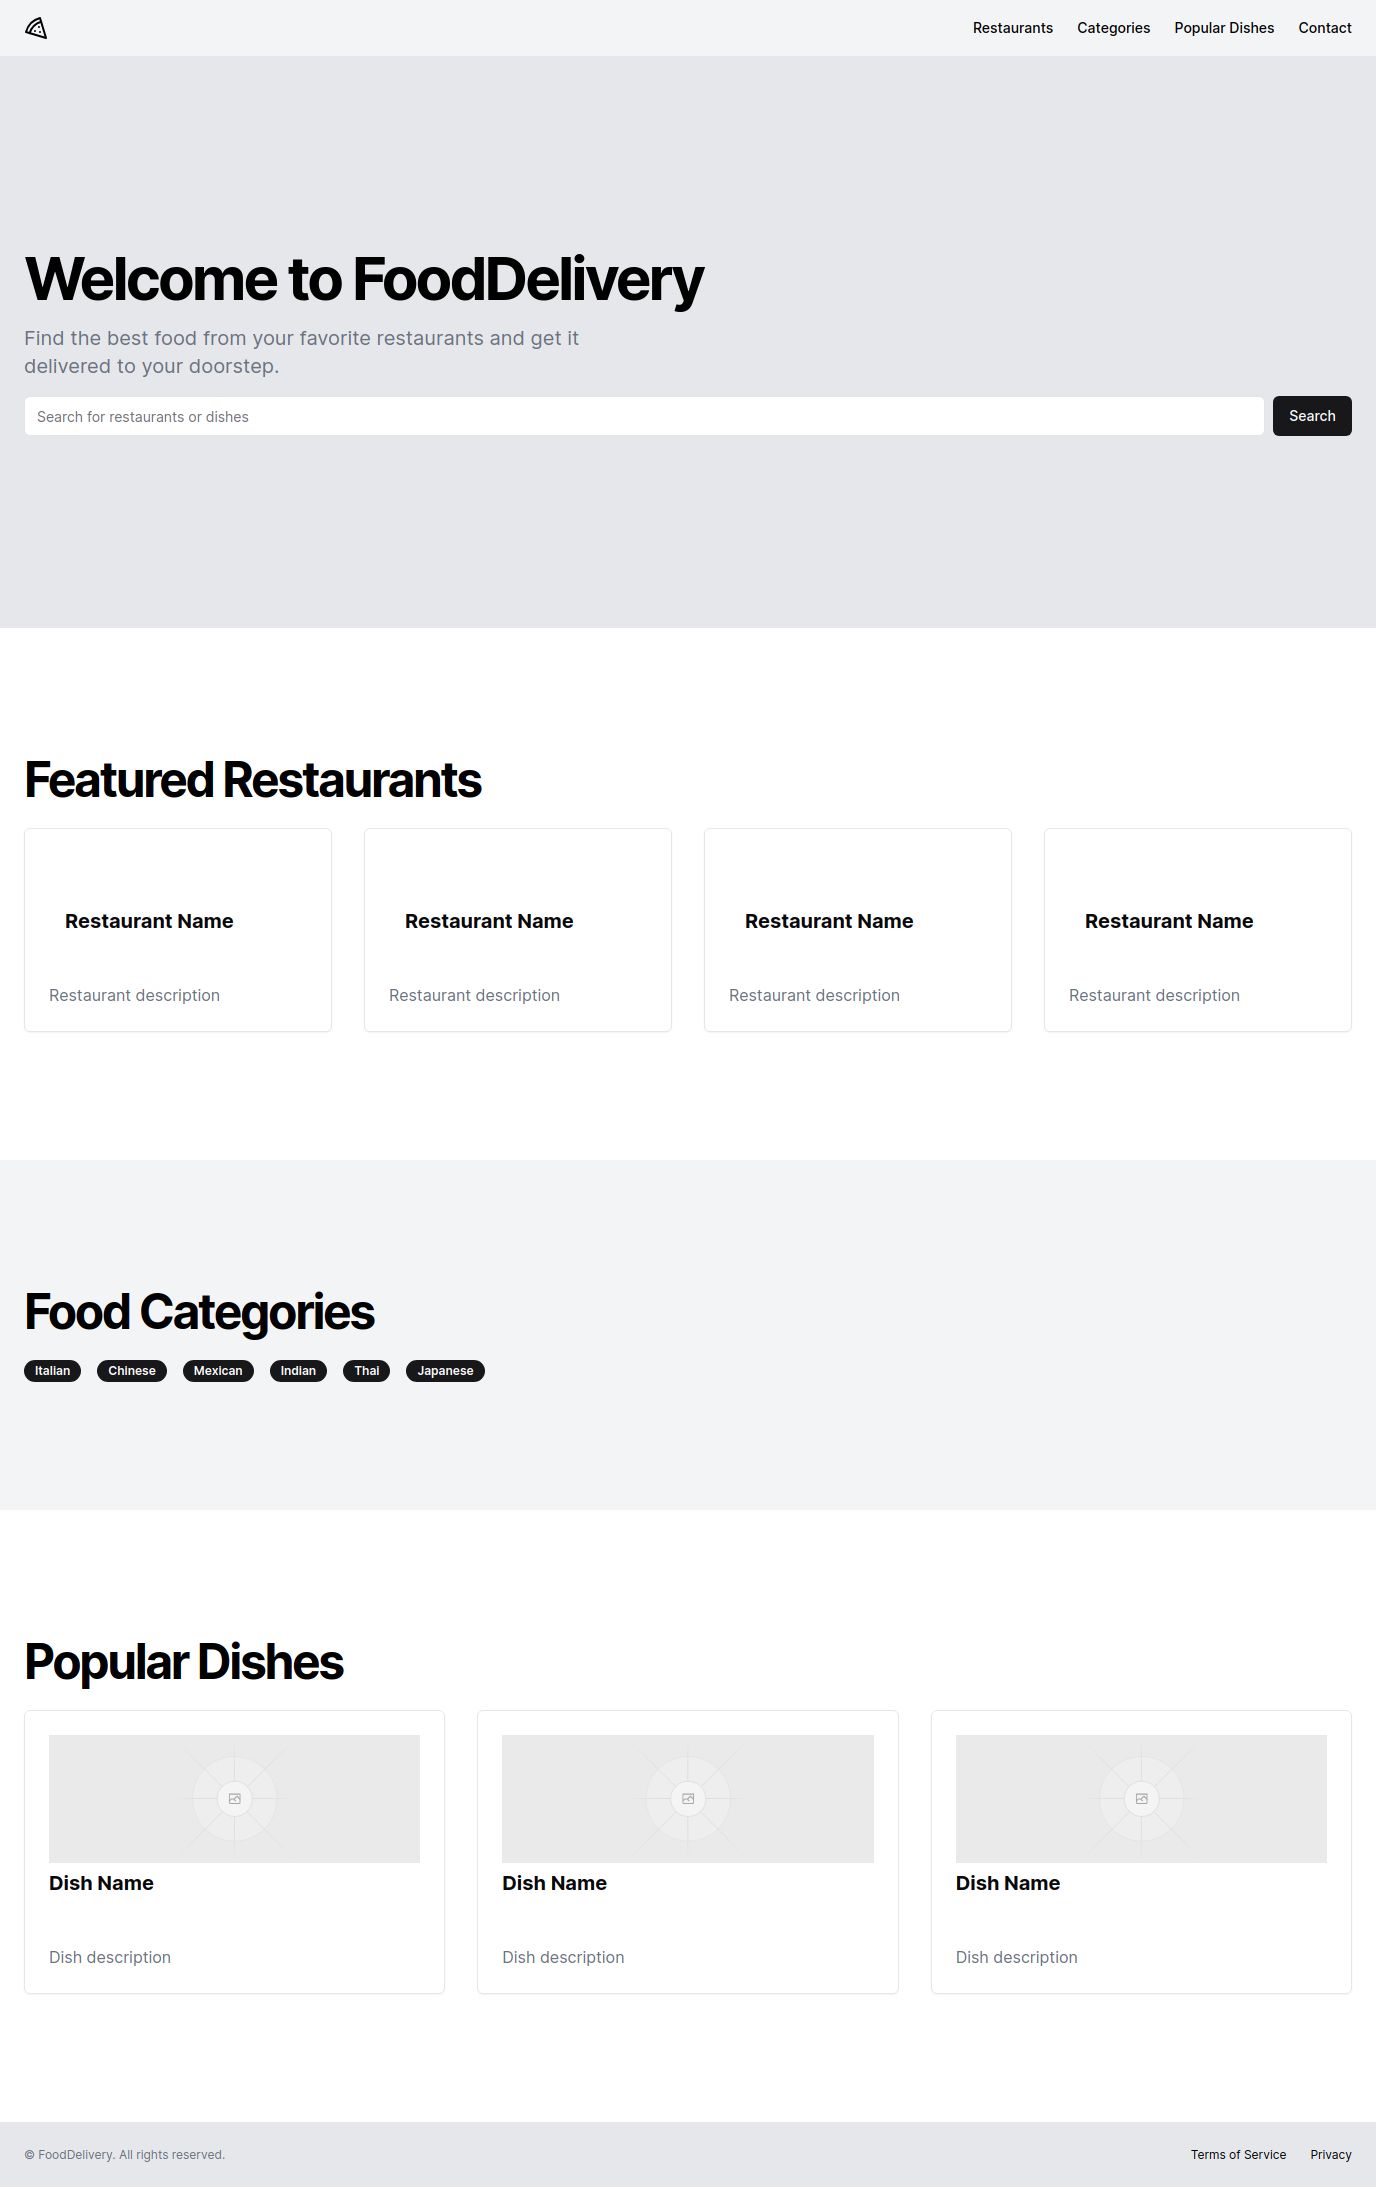 Restaurants Categories Popular Dishes Contact
Welcome to FoodDelivery
Find the best food from your favorite restaurants and get it
delivered to your doorstep.
Search for restaurants or dishes Search
Featured Restaurants
Restaurant Name
Restaurant description
Restaurant Name
Restaurant description
Restaurant Name
Restaurant description
Restaurant Name
Restaurant description
Food Categories
Italian Chinese Mexican Indian Thai Japanese
Popular Dishes
Dish Name
Dish description
Dish Name
Dish description
Dish Name
Dish description
© FoodDelivery. All rights reserved. Terms of Service Privacy